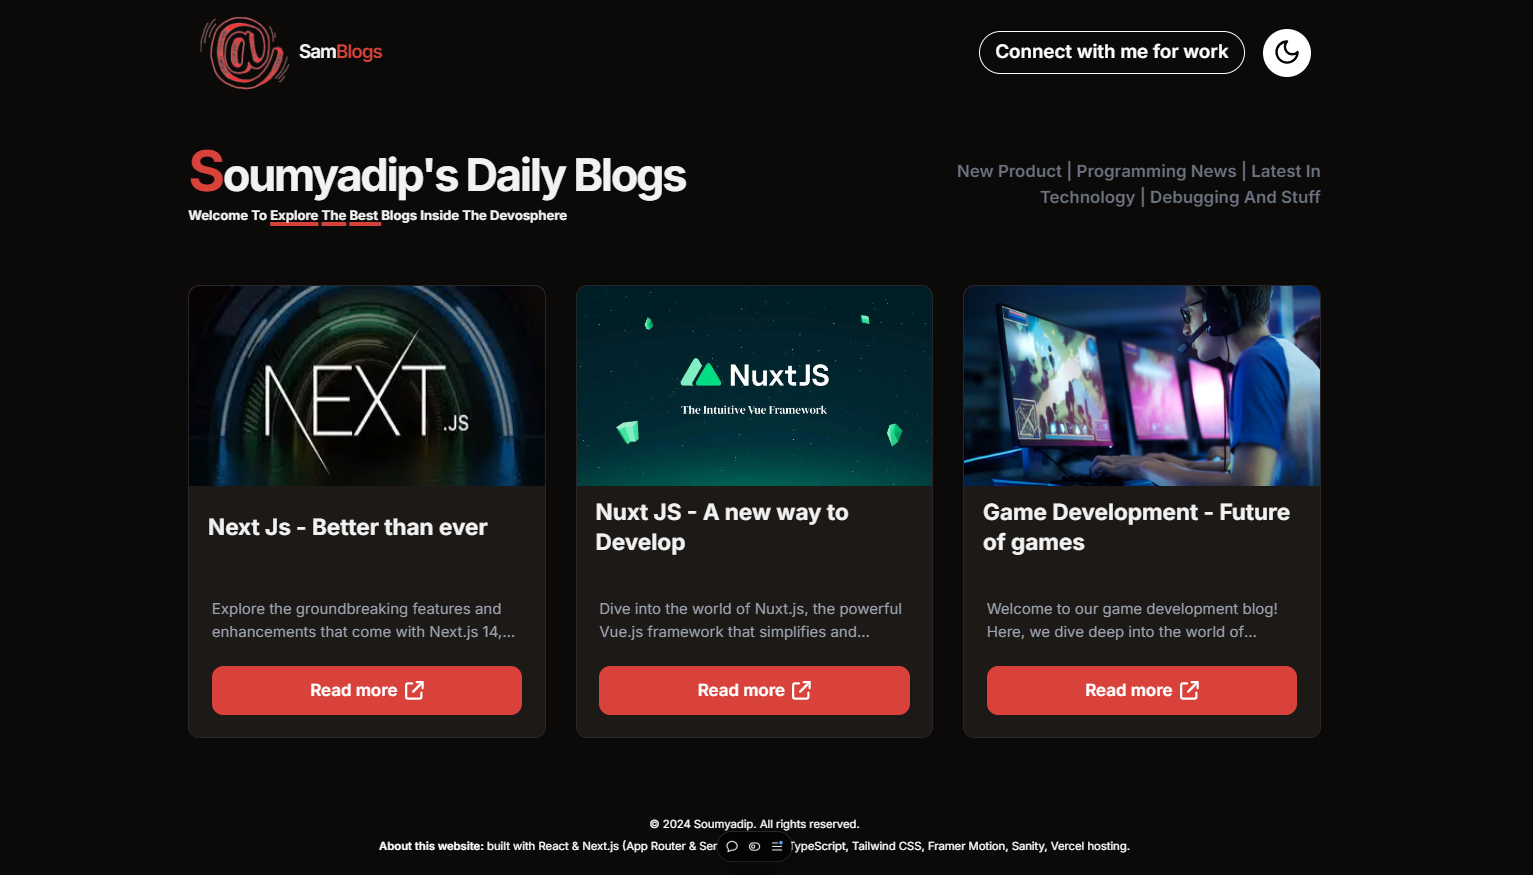 SamBlogs
Connect with me for work
Soumyadip's Daily Blogs
Welcome To Explore The Best Blogs Inside The Devosphere
New Product | Programming News | Latest In
Technology | Debugging And Stuff
NEXT.JS
Next Js - Better than ever
Explore the groundbreaking features and
enhancements that come with Next.js 14,...
Read more
NuxtJS
The Intuitive Vue Framework
Nuxt JS - A new way to
Develop
Dive into the world of Nuxt.js, the powerful
Vue.js framework that simplifies and...
Read more
Game Development - Future
of games
Welcome to our game development blog!
Here, we dive deep into the world of...
Read more
© 2024 Soumyadip. All rights reserved.
About this website: built with React & Next.js (App Router & TypeScript, Tailwind CSS, Framer Motion, Sanity, Vercel hosting.